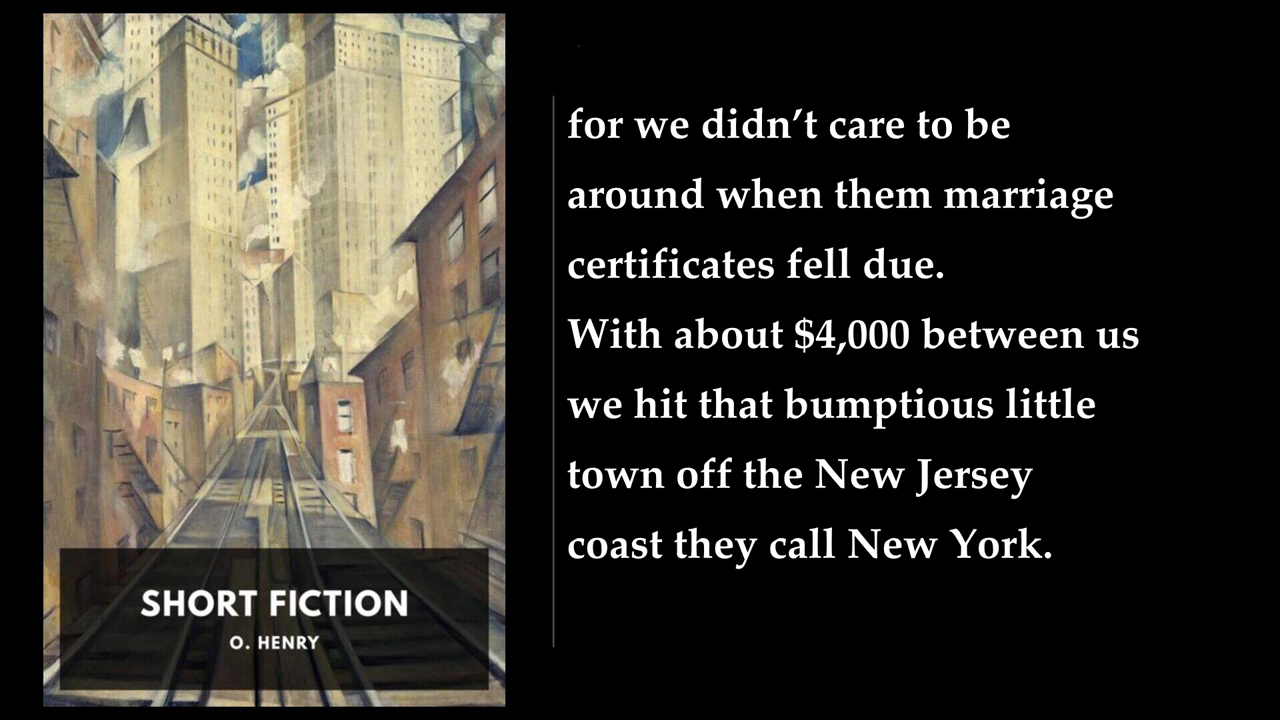 for we didn’t care to be
around when them marriage
certificates fell due.
With about $4,000 between us
we hit that bumptious little
town off the New Jersey
coast they call New York.
SHORT FICTION
O. HENRY